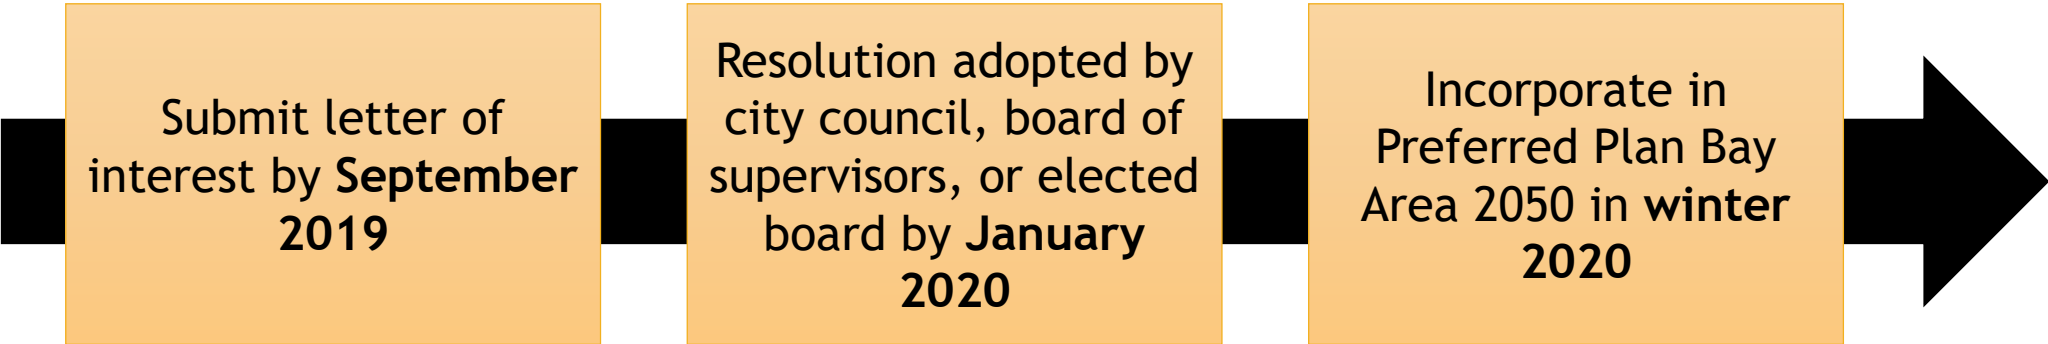 Submit letter of
interest by September
2019
Resolution adopted by
city council, board of
supervisors, or elected
board by January
2020
Incorporate in
Preferred Plan Bay
Area 2050 in winter
2020